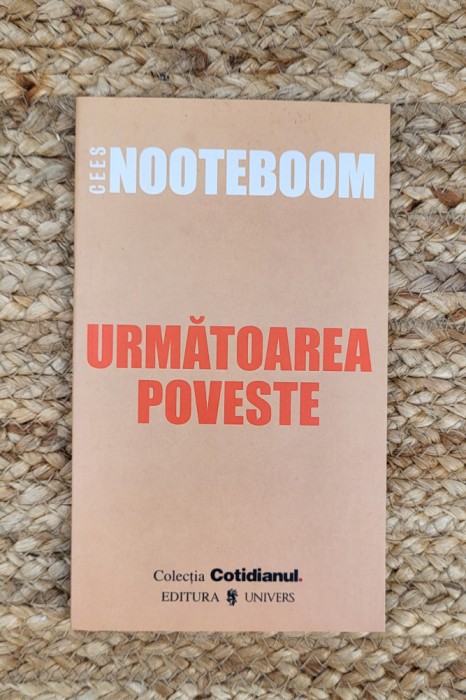 CEES NOOTEBOOM
URMĂTOAREA
POVESTE
Colecția Cotidianul.
EDITURA UNIVERS